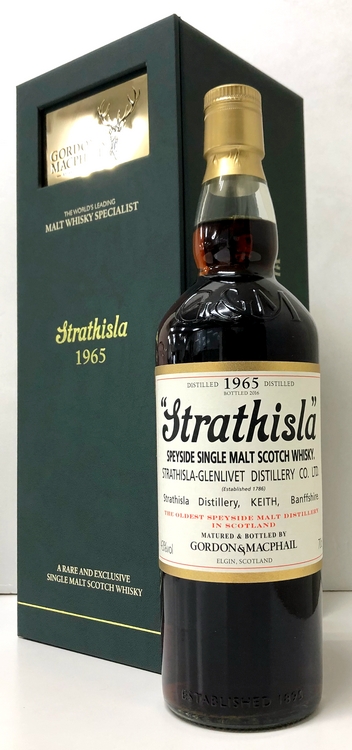 GORDON
MACPHAIL
THE WORLD'S LEADING
MALT WHISKY SPECIALIST
Strathisla
1965
A RARE AND EXCLUSIVE
SINGLE MALT SCOTCH WHISKY
DISTILLED 1965 DISTILLED
BOTTLED 2016
"Strathisla"
SPEYSIDE SINGLE MALT SCOTCH WHISKY.
STRATHISLA-GLENLIVET DISTILLERY CO. LTD.
(Established 1786)
Strathisla Distillery, KEITH, Banffshire.
THE OLDEST SPEYSIDE MALT DISTILLERY
IN SCOTLAND
MATURED & BOTTLED BY
GORDON & MACPHAIL
ELGIN, SCOTLAND
ESTABLISHED 1895